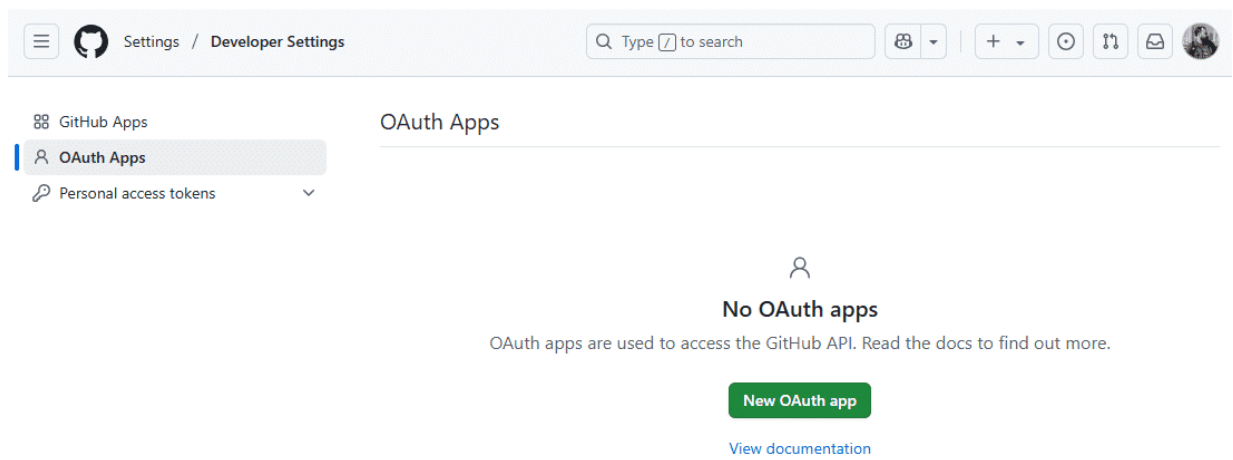 Settings / Developer Settings
Type / to search
GitHub Apps
OAuth Apps
Personal access tokens
OAuth Apps
No OAuth apps
OAuth apps are used to access the GitHub API. Read the docs to find out more.
New OAuth app
View documentation